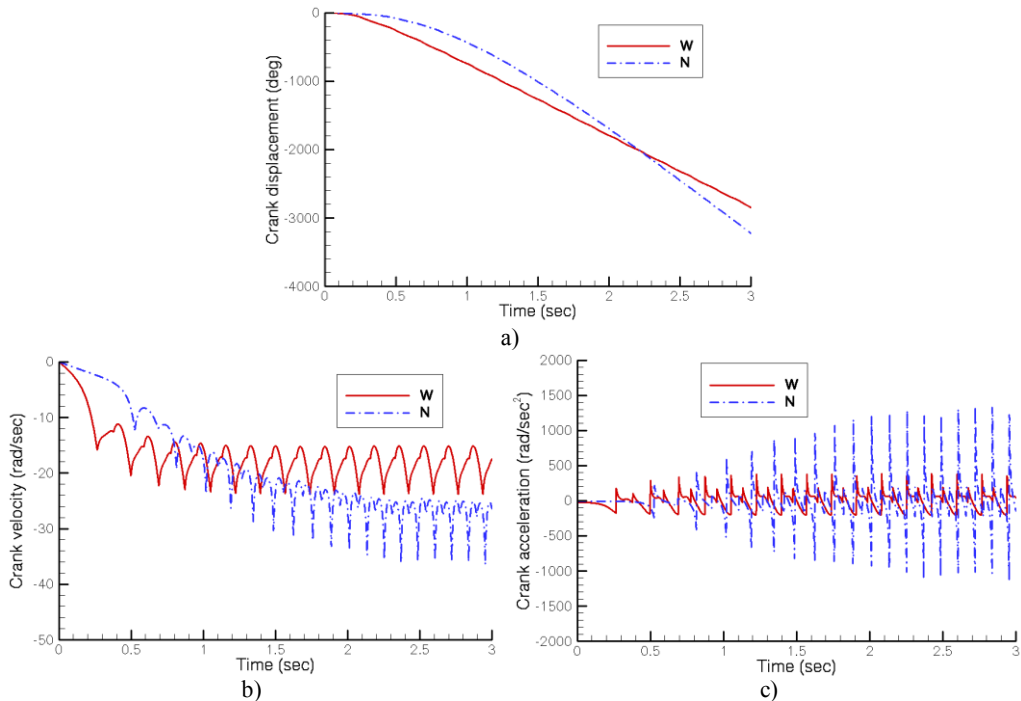 0
-1000
-2000
-3000
-4000
Crank displacement (deg)
W
N
0 0.5 1 1.5 2 2.5 3
Time (sec)
a)
0
-10
-20
-30
-40
-50
Crank velocity (rad/sec)
W
N
0 0.5 1 1.5 2 2.5 3
Time (sec)
b)
2000
1500
1000
500
0
-500
-1000
-1500
-2000
Crank acceleration (rad/sec²)
W
N
0 0.5 1 1.5 2 2.5 3
Time (sec)
c)